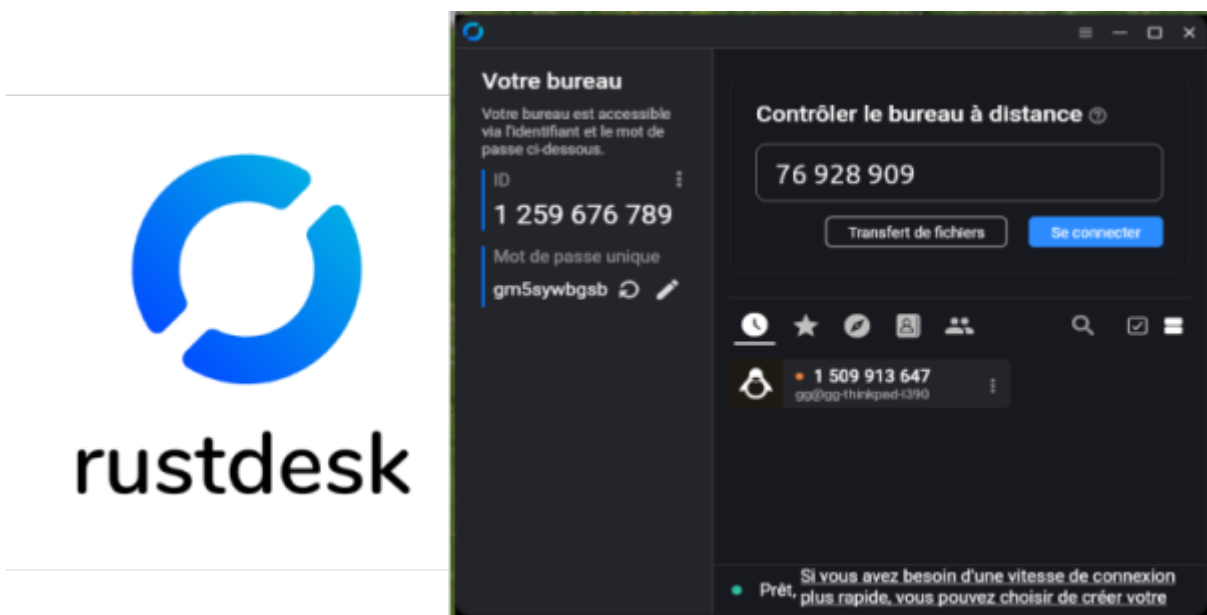 rustdesk
Votre bureau
Votre bureau est accessible
via l'identifiant et le mot de
passe ci-dessous.
ID
1 259 676 789
Mot de passe unique
gm5sywbgsb
Contrôler le bureau à distance
76 928 909
Transfert de fichiers
Se connecter
1 509 913 647
gg@gg-thinkpad-l390
Prêt,
Si vous avez besoin d'une vitesse de connexion
plus rapide, vous pouvez choisir de créer votre